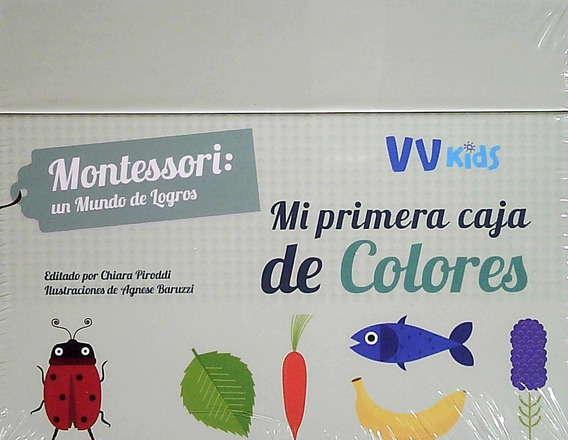 Montessori:
un Mundo de Logros
VV Kids
Mi primera caja
de Colores
Editado por Chiara Piroddi
Ilustraciones de Agnese Baruzzi